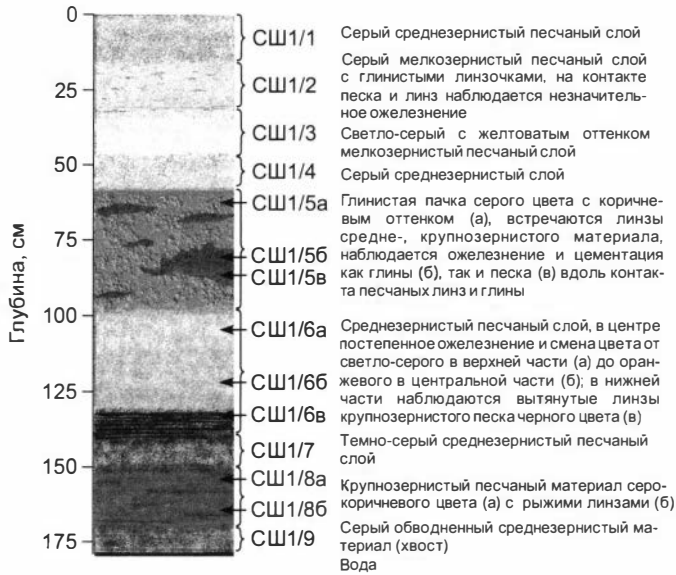 Глубина, см
0
25
50
75
100
125
150
175
СШ1/1
СШ1/2
СШ1/3
СШ1/4
СШ1/5а
СШ1/5б
СШ1/5в
СШ1/6а
СШ1/6б
СШ1/6в
СШ1/7
СШ1/8а
СШ1/8б
СШ1/9
Серый среднезернистый песчаный слой
Серый мелкозернистый песчаный слой
с глинистыми линзочками, на контакте
песка и линз наблюдается незначитель-
ное ожелезнение
Светло-серый с желтоватым оттенком
мелкозернистый песчаный слой
Серый среднезернистый слой
Глинистая пачка серого цвета с коричне-
вым оттенком (а), встречаются линзы
средне-, крупнозернистого материала,
наблюдается ожелезнение и цементация
как глины (б), так и песка (в) вдоль контак-
та песчаных линз и глины
Среднезернистый песчаный слой, в центре
постепенное ожелезнение и смена цвета от
светло-серого в верхней части (а) до оран-
жевого в центральной части (б); в нижней
части наблюдаются вытянутые линзы
крупнозернистого песка черного цвета (в)
Темно-серый среднезернистый песчаный
слой
Крупнозернистый песчаный материал серо-
коричневого цвета (а) с рыжими линзами (б)
Серый обводненный среднезернистый ма-
териал (хвост)
Вода